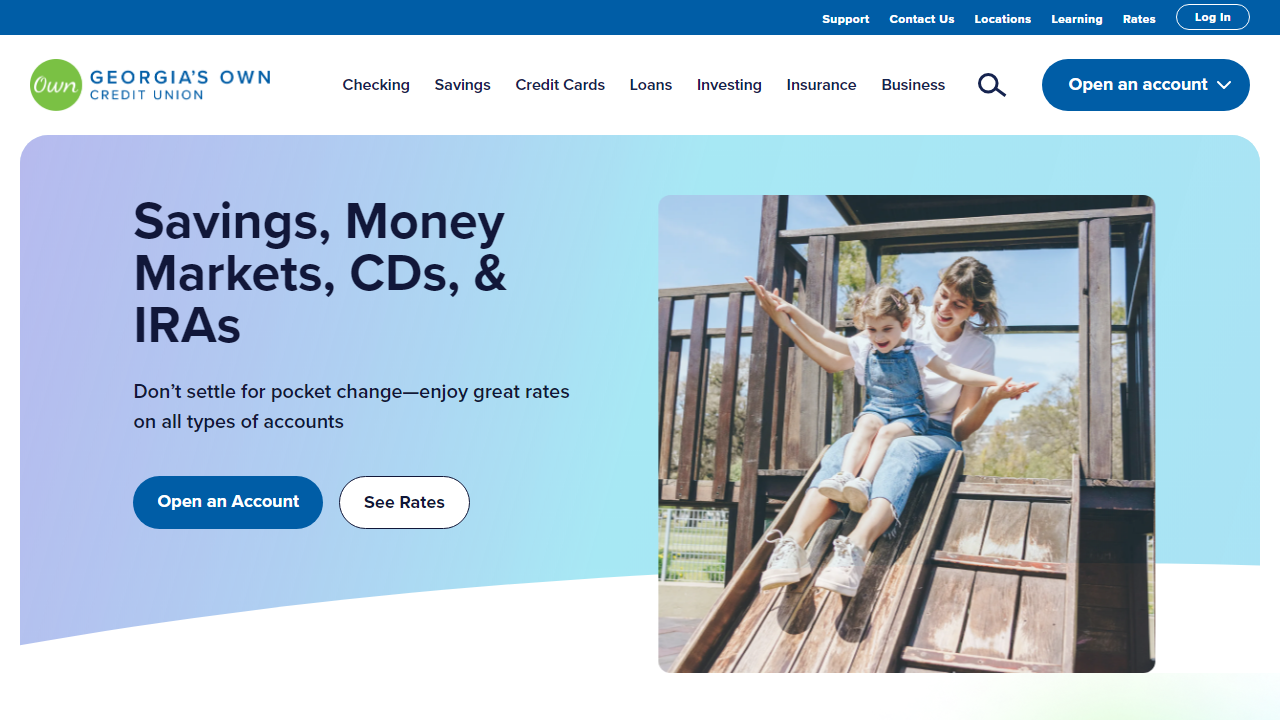 Support Contact Us Locations Learning Rates Log In
Own GEORGIA'S OWN
CREDIT UNION
Checking Savings Credit Cards Loans Investing Insurance Business
Open an account
Savings, Money
Markets, CDs, &
IRAs
Don’t settle for pocket change—enjoy great rates
on all types of accounts
Open an Account See Rates